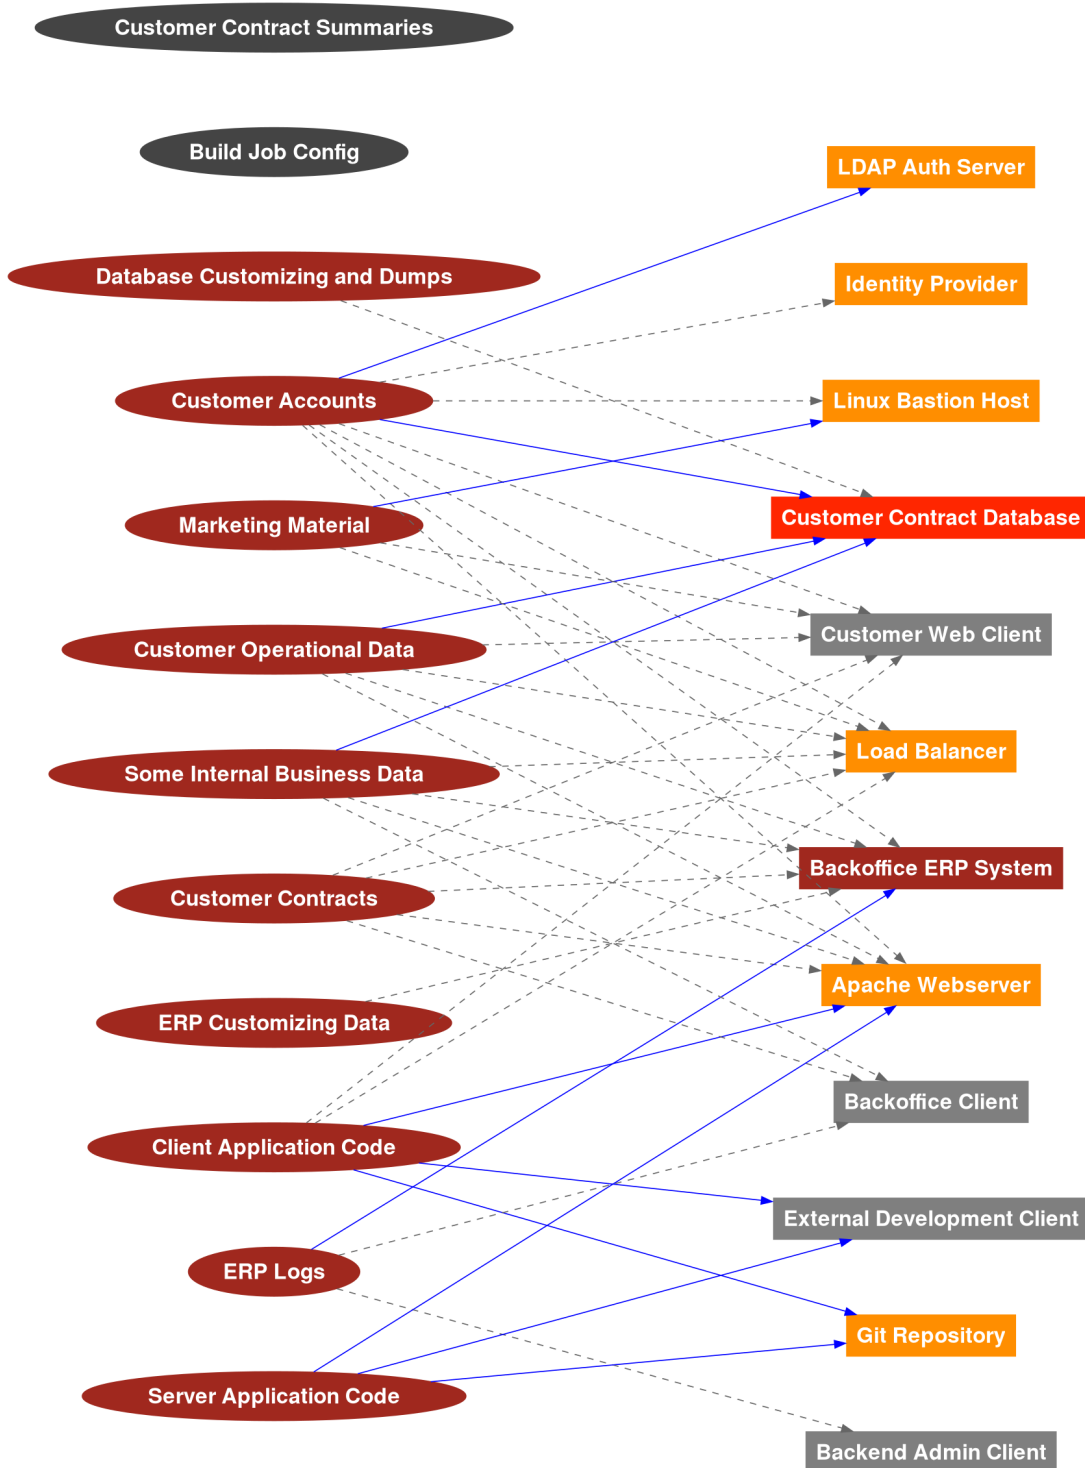 Customer Contract Summaries
Build Job Config
LDAP Auth Server
Database Customizing and Dumps
Identity Provider
Customer Accounts
Linux Bastion Host
Marketing Material
Customer Contract Database
Customer Operational Data
Customer Web Client
Some Internal Business Data
Load Balancer
Customer Contracts
Backoffice ERP System
ERP Customizing Data
Apache Webserver
Client Application Code
Backoffice Client
ERP Logs
External Development Client
Server Application Code
Git Repository
Backend Admin Client